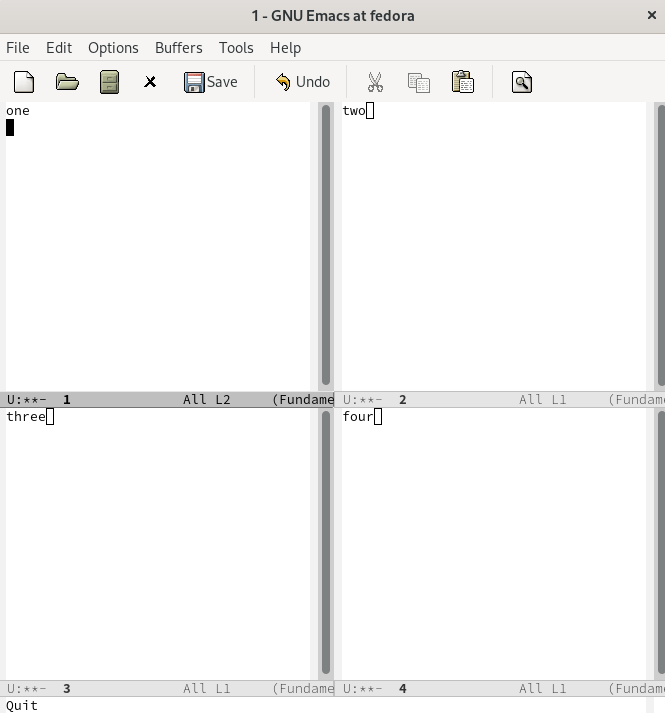 1 - GNU Emacs at fedora ×
File Edit Options Buffers Tools Help
Save Undo
one
two
U:**- 1 All L2 (Fundame
U:**- 2 All L1 (Fundame
three
four
U:**- 3 All L1 (Fundame
U:**- 4 All L1 (Fundame
Quit